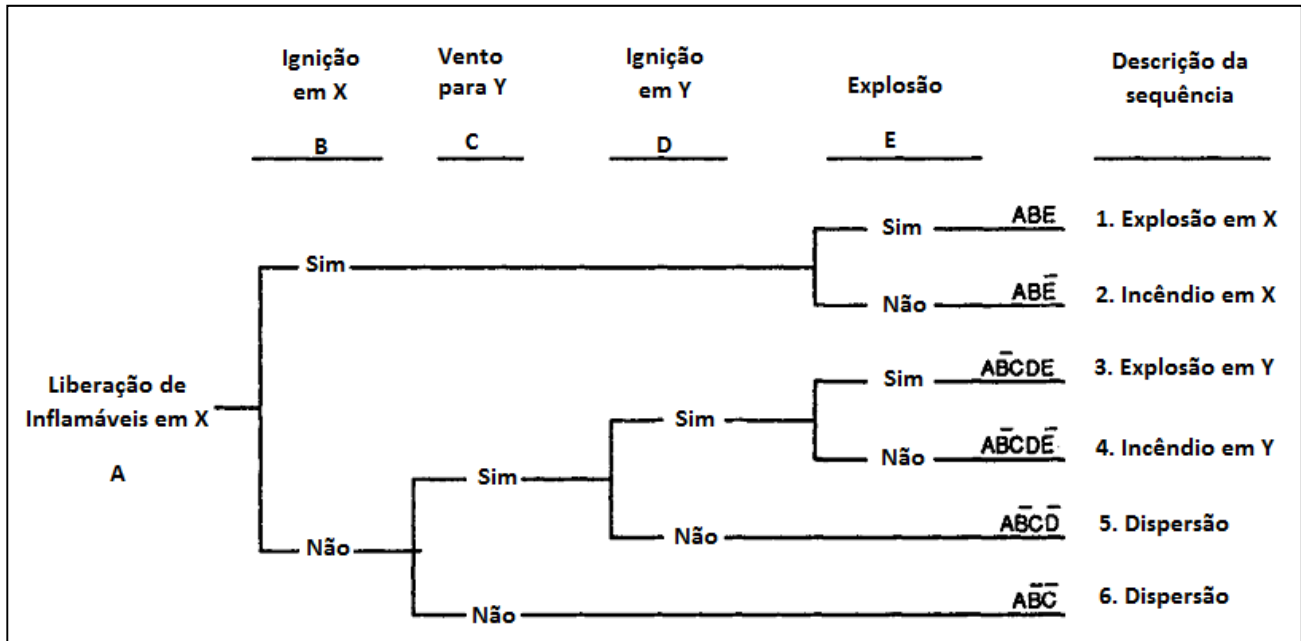 Ignição
em X
Vento
para Y
Ignição
em Y
Explosão
Descrição da
sequência
B
C
D
E
Sim
ABE
1. Explosão em X
Sim
Não
ABE̅
2. Incêndio em X
Liberação de
Inflamáveis em X
A
Sim
AB̅CDE
3. Explosão em Y
Sim
Não
AB̅CDE̅
4. Incêndio em Y
Sim
Não
Não
AB̅CD̅
5. Dispersão
Não
AB̅C̅
6. Dispersão